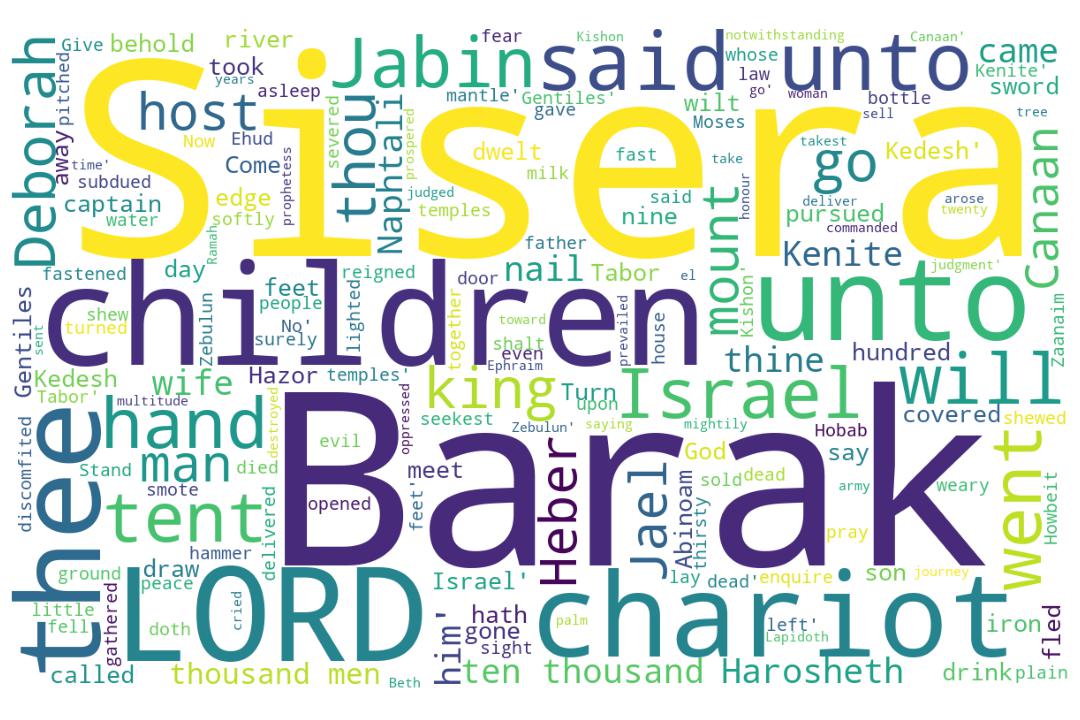 Sisera
Barak
children
unto
said unto
LORD
chariot
thee
Jabin
Deborah
Give
behold
river
fear
Kishon
notwithstanding
Canaan'
came
Kenite'
sword
took
years
asleep
pitched
away
host
thou
severed
Naphtali
prospered
mantle'
Gentiles'
gave
wilt
Moses
whose
law
go'
woman
bottle
sell
tree
Now
Ehud
Come
prophetess
time'
subdued
captain
water
edge
softly
Ramah
dwelt
milk
judged
temples
fast
said
nine
take
honour
takest
go
deliver
pursued
commanded
Kedesh'
arose
twenty
Canaan
mount
Kenite
judgment'
Kishon'
Zaanaim
father
fastened
day
feet
people
reigned
door
nail
Tabor
el
Gentiles
sent
shew
turned
Zebulun
No'
surely
lighted
together
toward
shalt
even
Ephraim
prevailed
house
thine
hundred
will
Kedesh
Tabor'
wife
Hazor
temples'
king
Turn
upon
Israel
covered
shewed
multitude
hand
destroyed
oppressed
seekest
Zebulun'
saying
mightily
Hobab
God
say
went
discomfited
Stand
man
died
smote
evil
opened
meet
feet'
Heber
Jael
Abinoam
thirsty
sold
dead
army
weary
Howbeit
tent
delivered
pray
hammer
draw
ground
peace
Israel'
lay
dead'
enquire
son
journey
little
fell
gathered
doth
cried
him'
hath
gone
sight
palm
left'
Lapidoth
iron
fled
called
thousand men
Beth
ten thousand
Harosheth
drink
plain